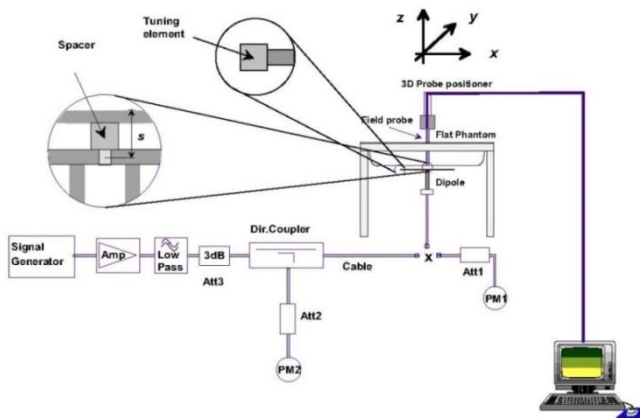 Tuning
element
Spacer
s
z
y
x
3D Probe positioner
Field probe
Flat Phantom
Dipole
Signal
Generator
Amp
Low
Pass
3dB
Att3
Dir.Coupler
Cable
x
Att1
PM1
Att2
PM2